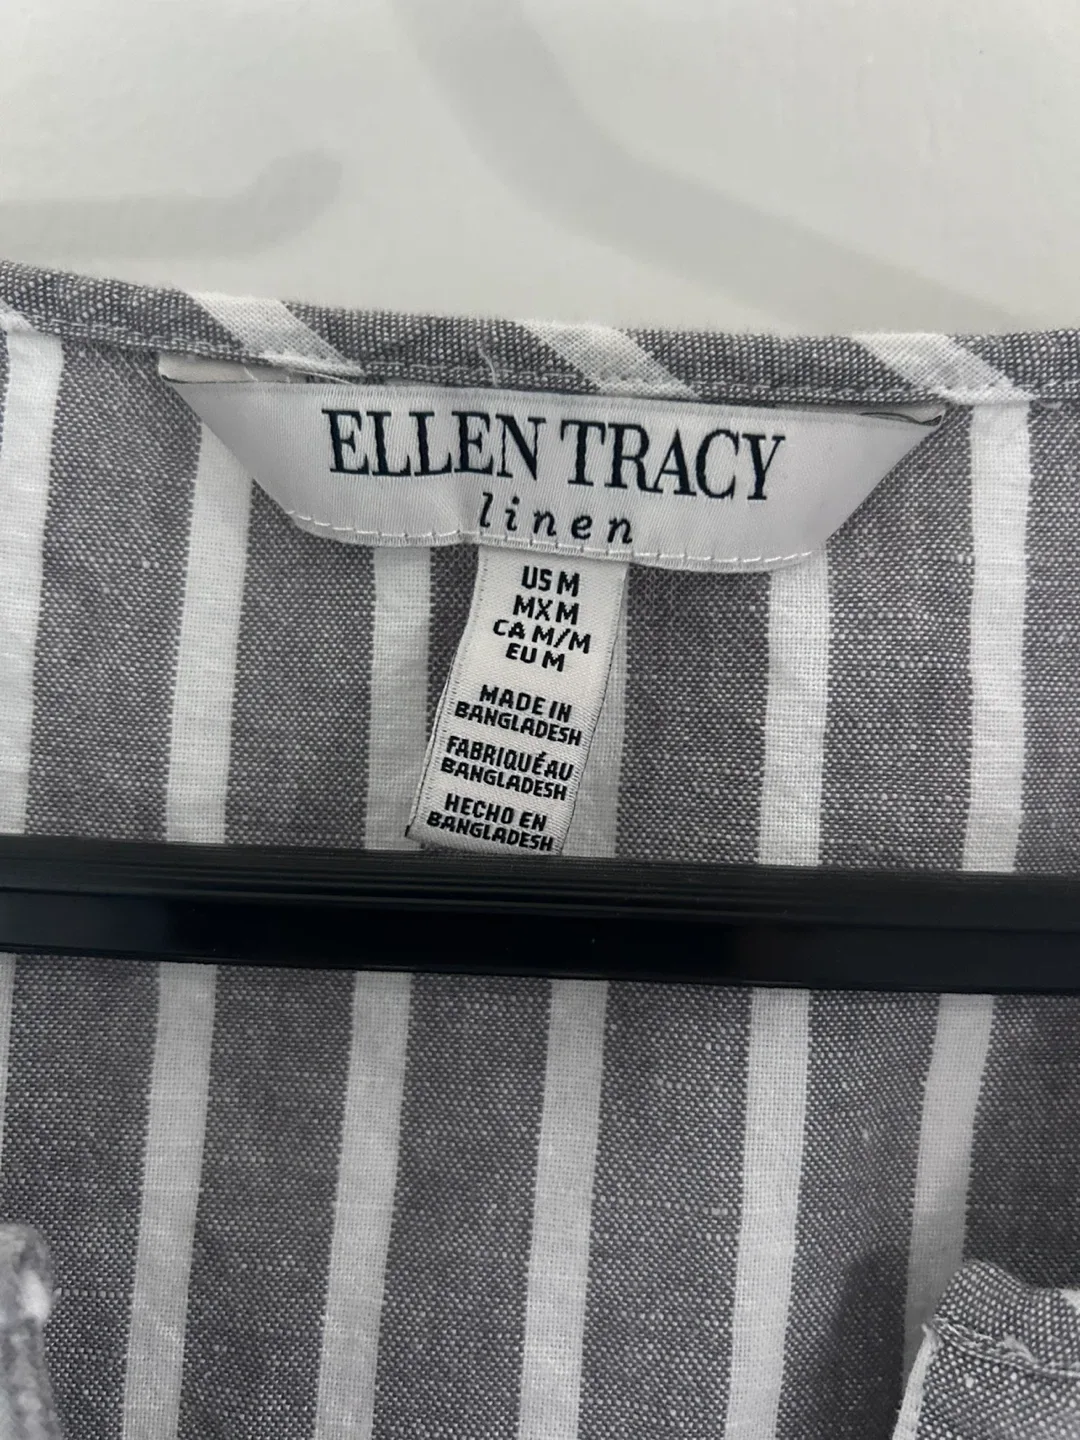 ELLEN TRACY
linen
US M
MX M
CA M/M
EU M
MADE IN
BANGLADESH
FABRIQUÉ AU
BANGLADESH
HECHO EN
BANGLADESH